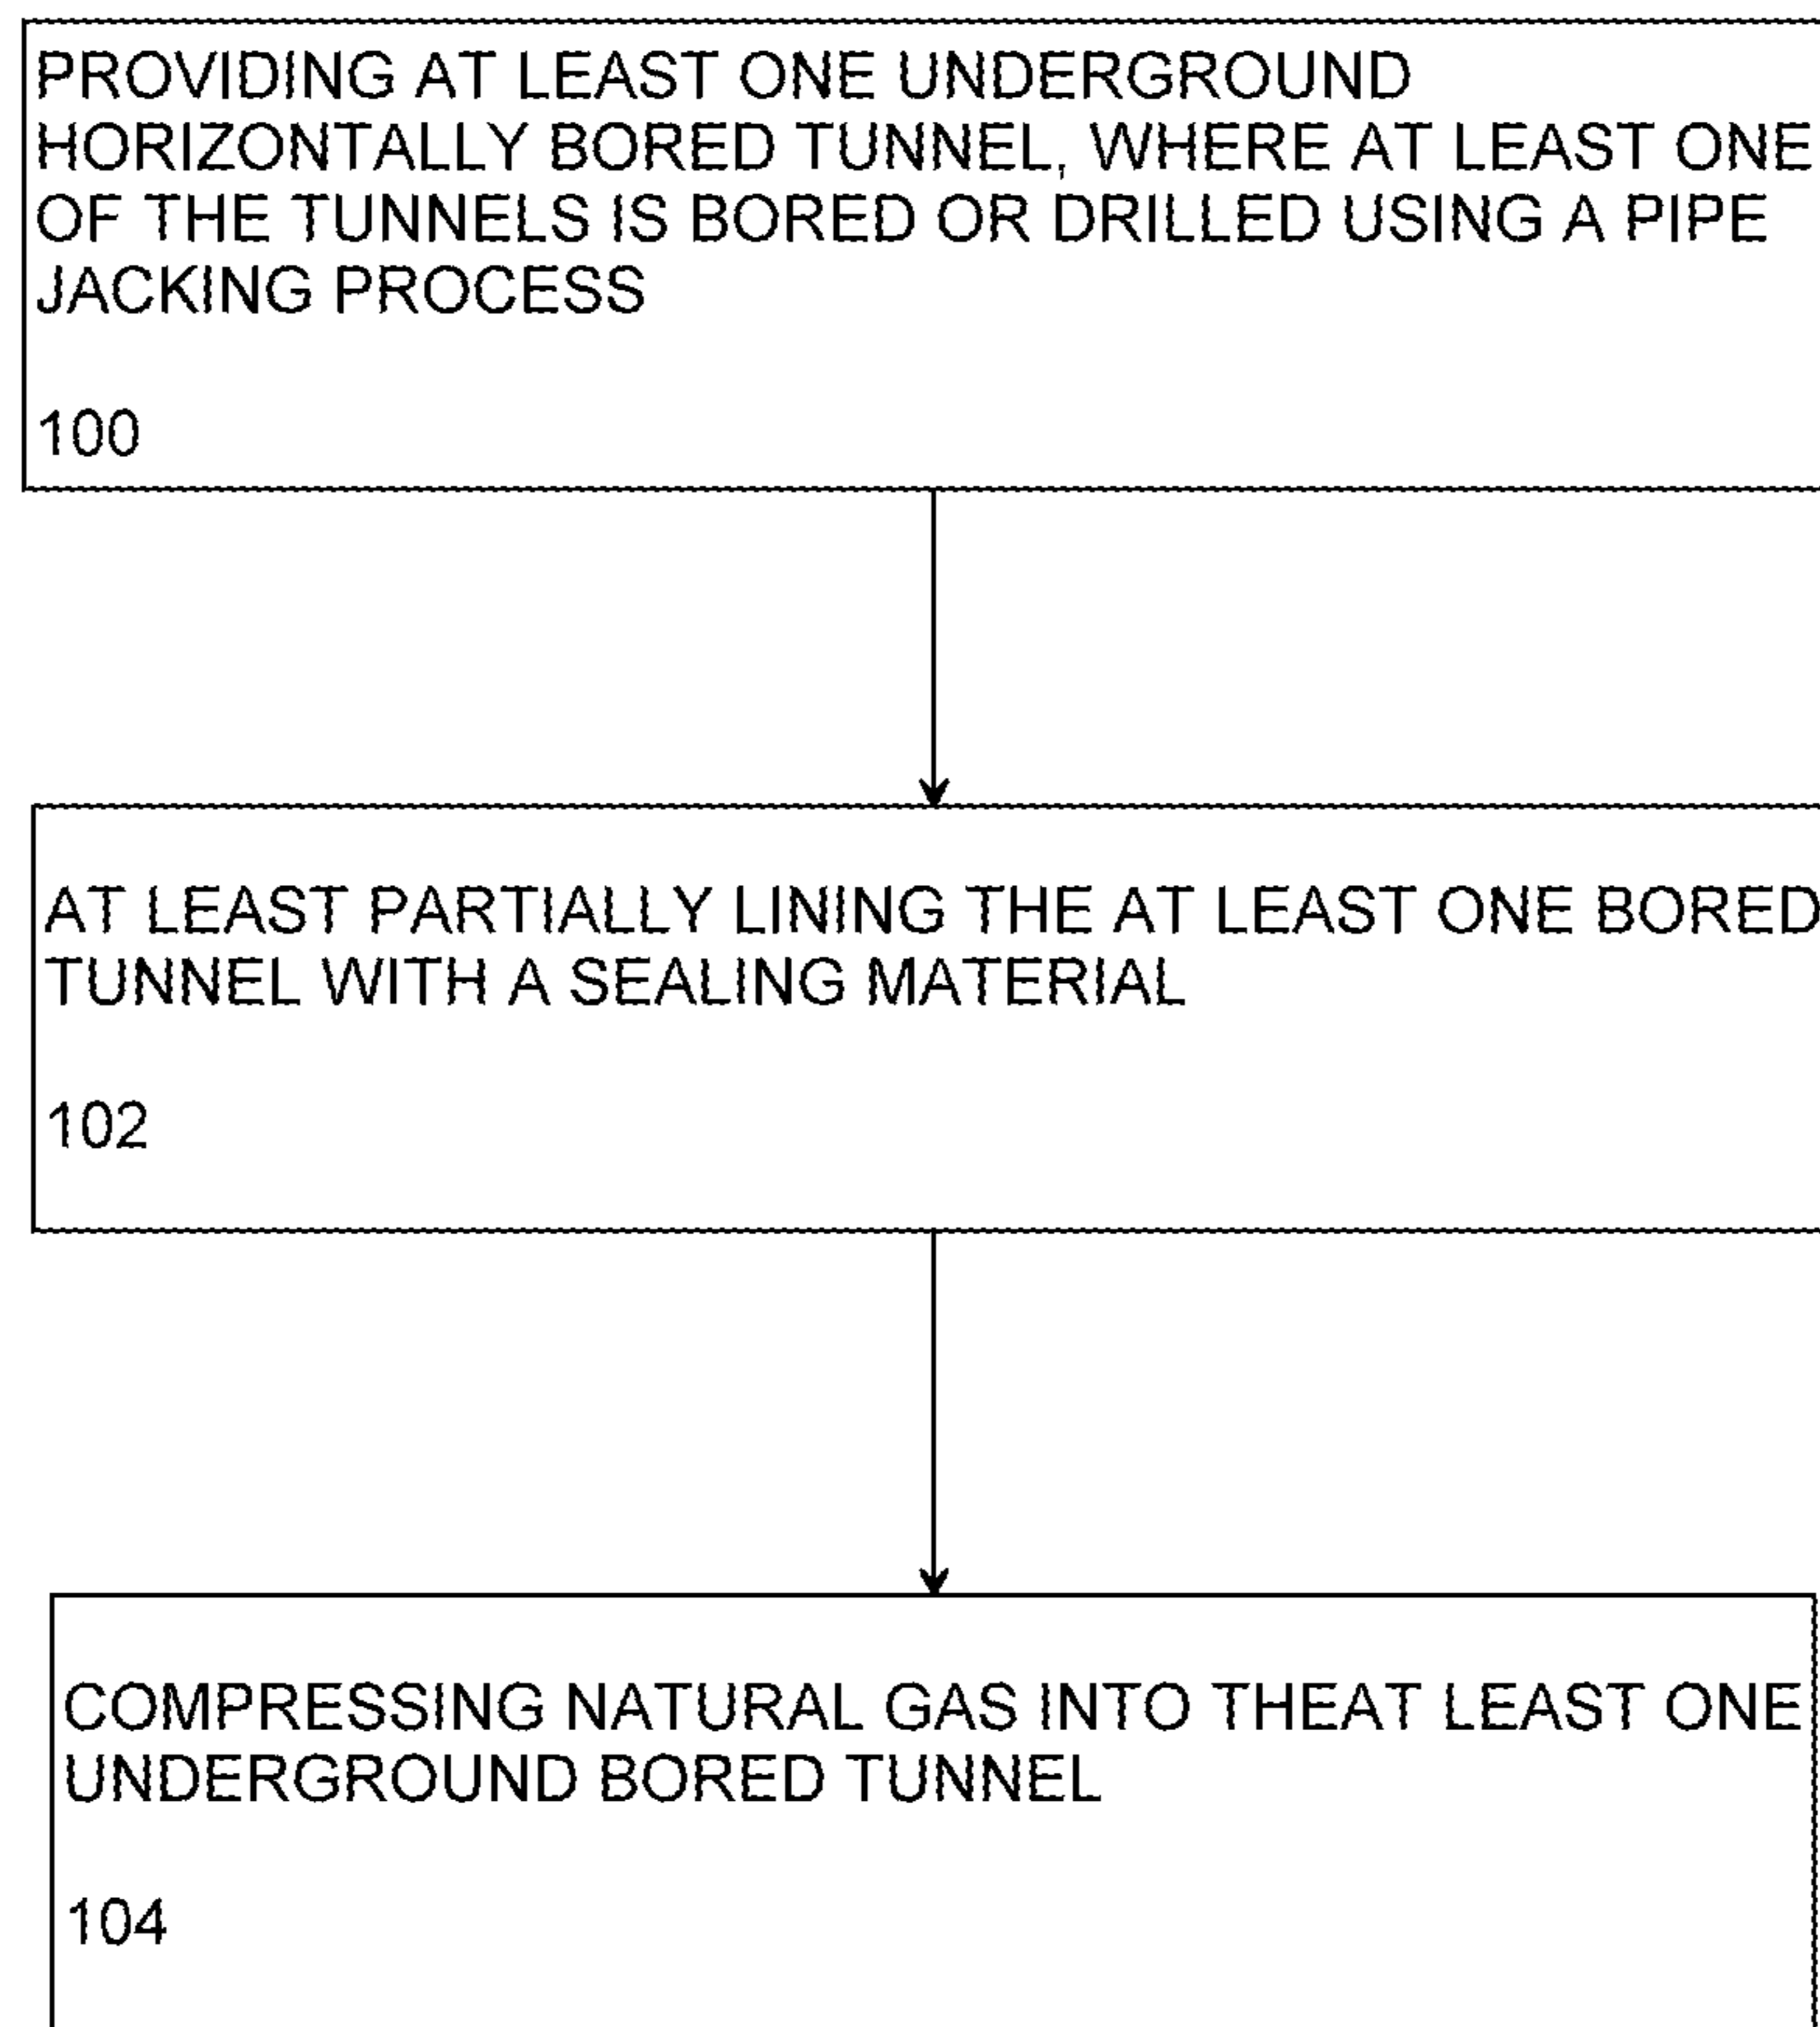 PROVIDING AT LEAST ONE UNDERGROUND
HORIZONTALLY BORED TUNNEL, WHERE AT LEAST ONE
OF THE TUNNELS IS BORED OR DRILLED USING A PIPE
JACKING PROCESS
100
AT LEAST PARTIALLY LINING THE AT LEAST ONE BORED
TUNNEL WITH A SEALING MATERIAL
102
COMPRESSING NATURAL GAS INTO THEAT LEAST ONE
UNDERGROUND BORED TUNNEL
104